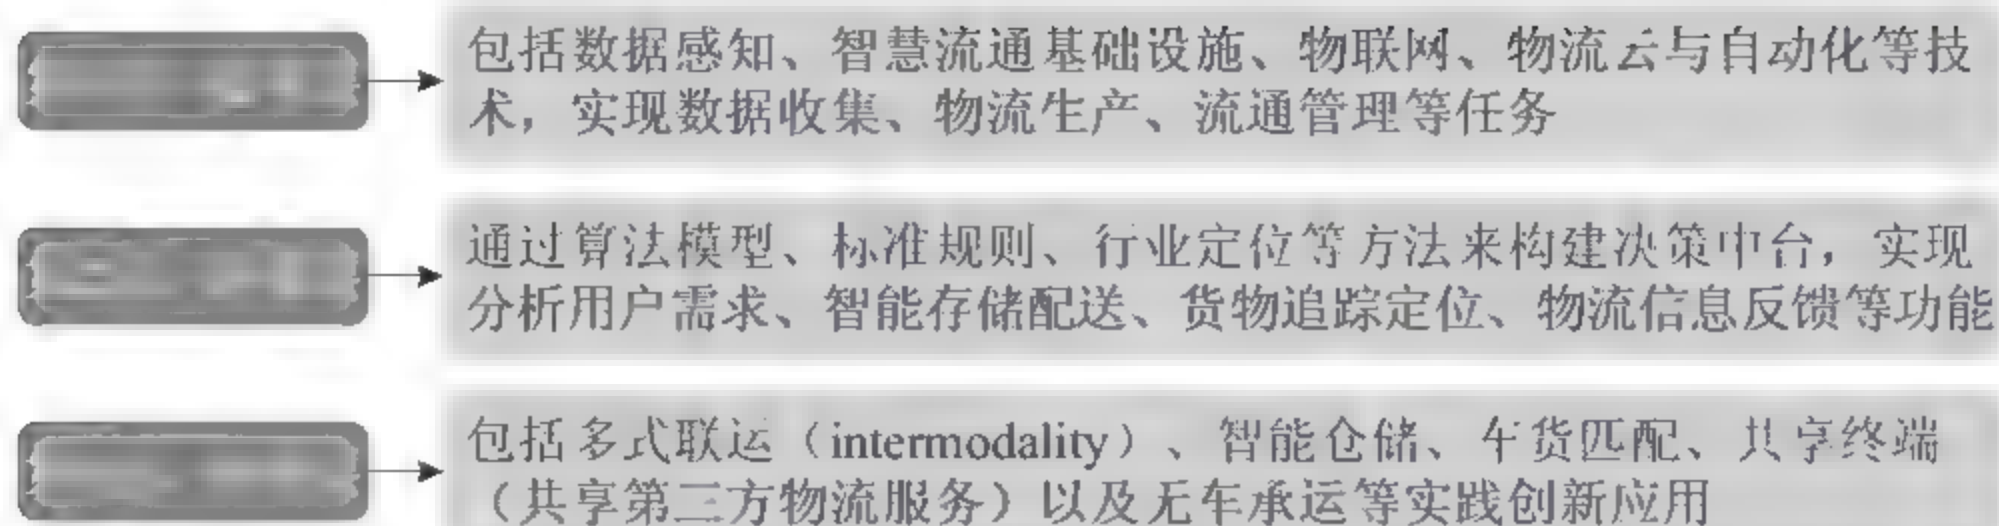 包括数据感知、智慧流通基础设施、物联网、物流云与自动化等技
术，实现数据收集、物流生产、流通管理等任务
通过算法模型、标准规则、行业定位等方法来构建决策中台，实现
分析用户需求、智能存储配送、货物追踪定位、物流信息反馈等功能
包括多式联运（intermodality）、智能仓储、车货匹配、共享终端
（共享第三方物流服务）以及无车承运等实践创新应用